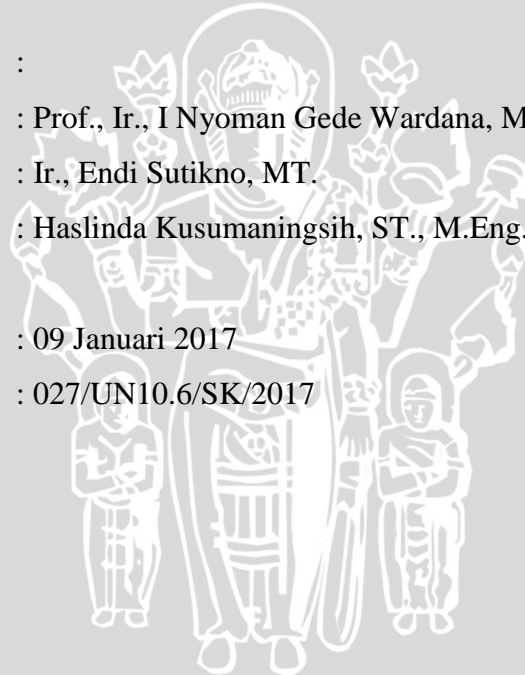 :
: Prof., Ir., I Nyoman Gede Wardana, M
: Ir., Endi Sutikno, MT.
: Haslinda Kusumaningsih, ST., M.Eng.
: 09 Januari 2017
: 027/UN10.6/SK/2017